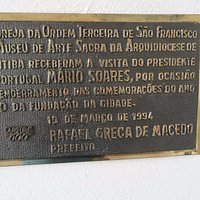 GREJA DA ORDEM TERCEIRA DE SÃO FRANCISCO
MUSEU DE ARTE SACRA DA ARQUIDIOCESE DE
ITIBA RECEBERAM A VISITA DO PRESIDENTE
PORTUGAL MÁRIO SOARES, POR OCASIÃO
ENCERRAMENTO DAS COMEMORAÇÕES DO ANO
DA FUNDAÇÃO DA CIDADE.
15 DE MARÇO DE 1994
RAFAEL GRECA DE MACEDO
PREFEITO